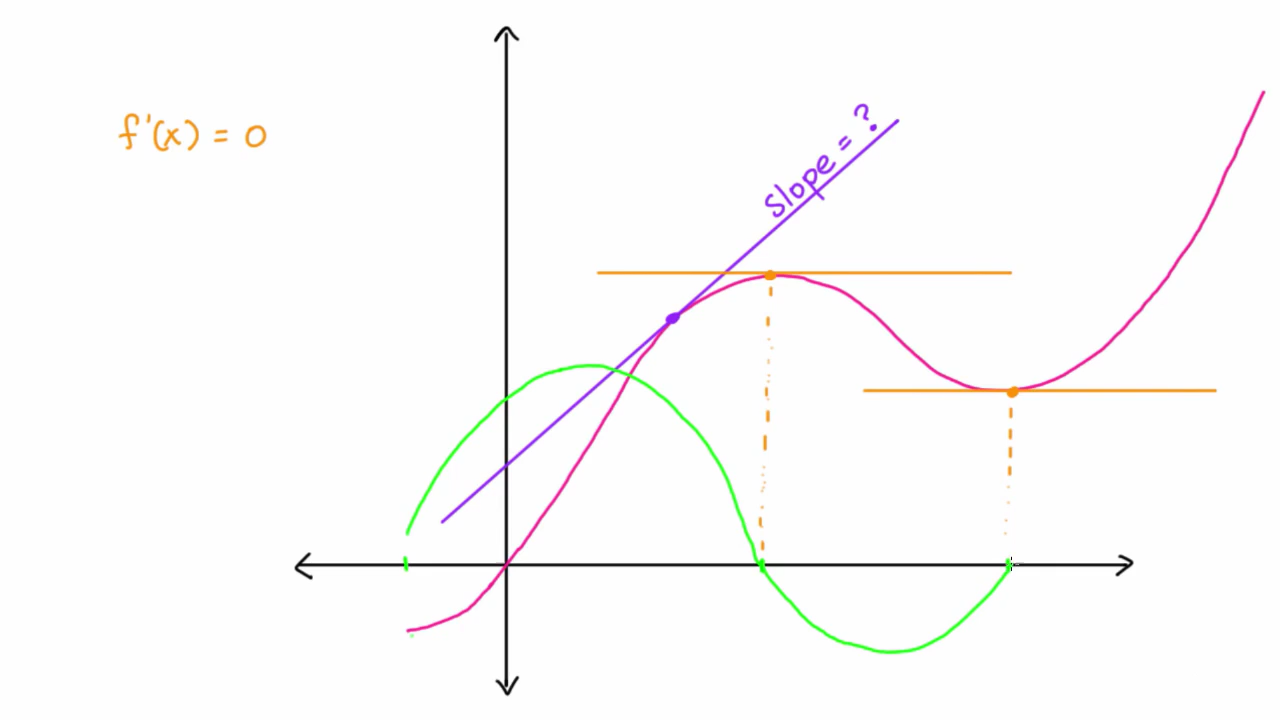 f'(x) = 0
Slope = ?